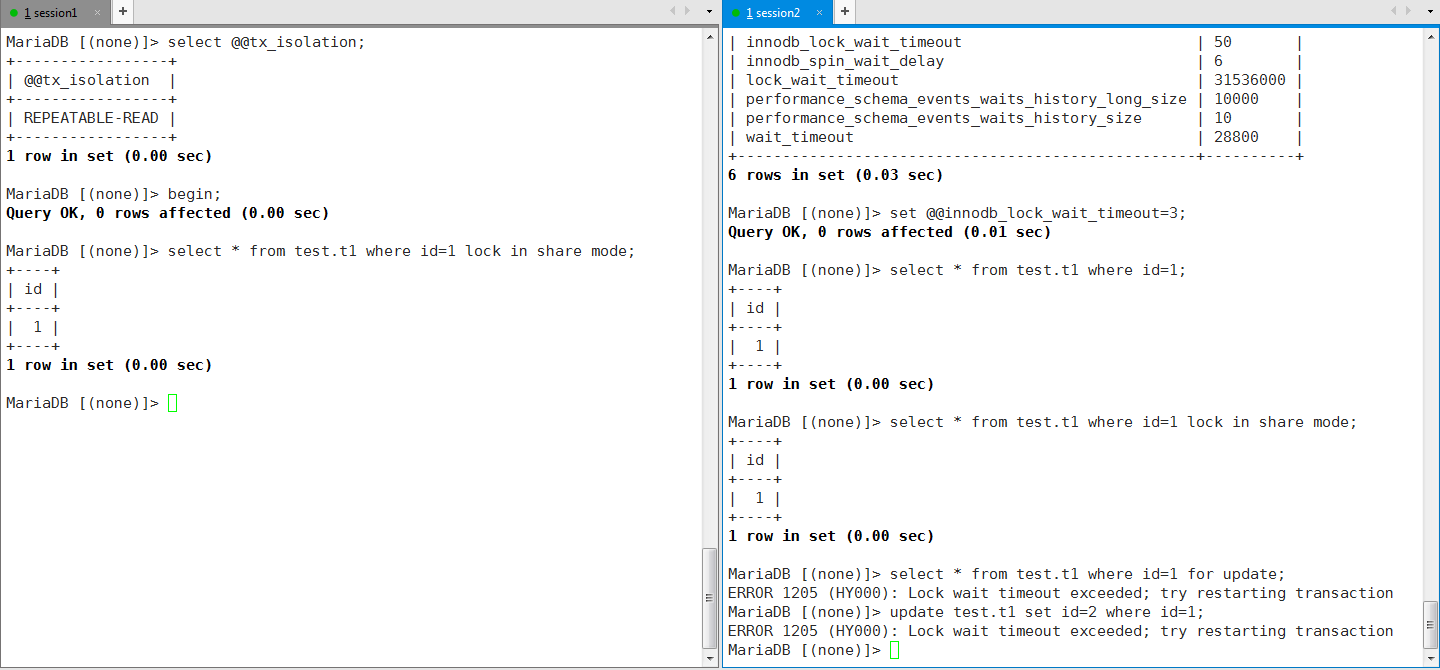 1 session1 × +
MariaDB [(none)]> select @@tx_isolation;
+-----------------+
| @@tx_isolation  |
+-----------------+
| REPEATABLE-READ |
+-----------------+
1 row in set (0.00 sec)

MariaDB [(none)]> begin;
Query OK, 0 rows affected (0.00 sec)

MariaDB [(none)]> select * from test.t1 where id=1 lock in share mode;
+----+
| id |
+----+
|  1 |
+----+
1 row in set (0.00 sec)

MariaDB [(none)]>
1 session2 × +
| innodb_lock_wait_timeout                          | 50       |
| innodb_spin_wait_delay                            | 6        |
| lock_wait_timeout                                 | 31536000 |
| performance_schema_events_waits_history_long_size | 10000    |
| performance_schema_events_waits_history_size      | 10       |
| wait_timeout                                      | 28800    |
+---------------------------------------------------+----------+
6 rows in set (0.03 sec)

MariaDB [(none)]> set @@innodb_lock_wait_timeout=3;
Query OK, 0 rows affected (0.01 sec)

MariaDB [(none)]> select * from test.t1 where id=1;
+----+
| id |
+----+
|  1 |
+----+
1 row in set (0.00 sec)

MariaDB [(none)]> select * from test.t1 where id=1 lock in share mode;
+----+
| id |
+----+
|  1 |
+----+
1 row in set (0.00 sec)

MariaDB [(none)]> select * from test.t1 where id=1 for update;
ERROR 1205 (HY000): Lock wait timeout exceeded; try restarting transaction
MariaDB [(none)]> update test.t1 set id=2 where id=1;
ERROR 1205 (HY000): Lock wait timeout exceeded; try restarting transaction
MariaDB [(none)]>